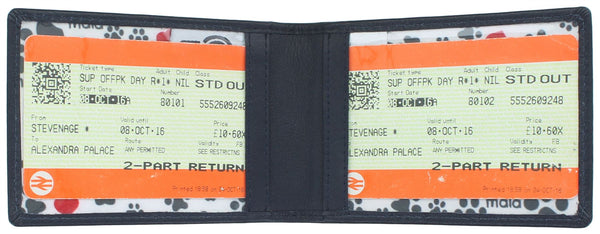 mala
Ticket type Adult Child Class
SUP OFFPK DAY R*1* NIL STD OUT
Start Date Number
08·OCT·16 80101 5552609248
From Valid until Price
STEVENAGE * 08·OCT·16 £10·60X
To Route Validity
ALEXANDRA PALACE ANY PERMITTED SEE RESTRCTNS
2-PART RETURN
Ticket type Adult Child Class
SUP OFFPK DAY R*1* NIL STD OUT
Start Date Number
08·OCT·16 80102 5552609248
From Valid until Price
STEVENAGE * 08·OCT·16 £10·60X
To Route Validity FB
ALEXANDRA PALACE ANY PERMITTED SEE RESTRICTNS
2-PART RETURN
mala